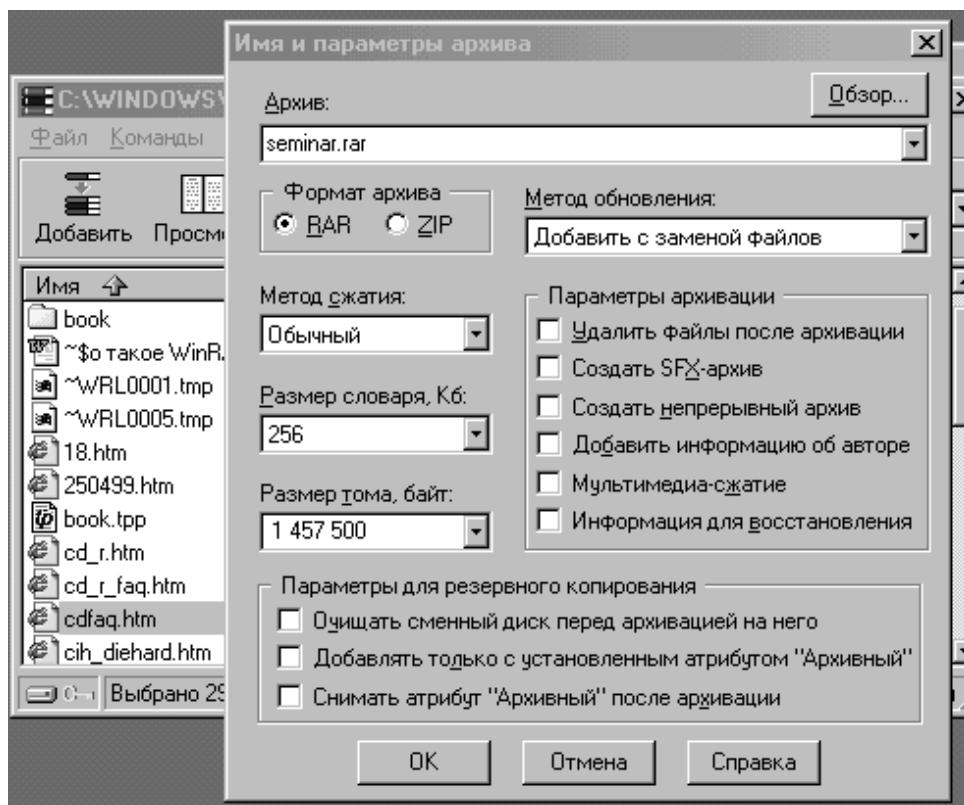 Имя и параметры архива
C:\WINDOWS\
Файл Команды
Добавить Просм
Имя
book
~$о такое WinR.
~WRL0001.tmp
~WRL0005.tmp
18.htm
250499.htm
book.tpp
cd_r.htm
cd_r_faq.htm
cdfaq.htm
cih_diehard.htm
Выбрано 29
Архив:
Обзор...
seminar.rar
Формат архива
RAR ZIP
Метод обновления:
Добавить с заменой файлов
Метод сжатия:
Обычный
Размер словаря, Кб:
256
Размер тома, байт:
1 457 500
Параметры архивации
Удалить файлы после архивации
Создать SFX-архив
Создать непрерывный архив
Добавить информацию об авторе
Мультимедиа-сжатие
Информация для восстановления
Параметры для резервного копирования
Очищать сменный диск перед архивацией на него
Добавлять только с установленным атрибутом "Архивный"
Снимать атрибут "Архивный" после архивации
OK Отмена Справка